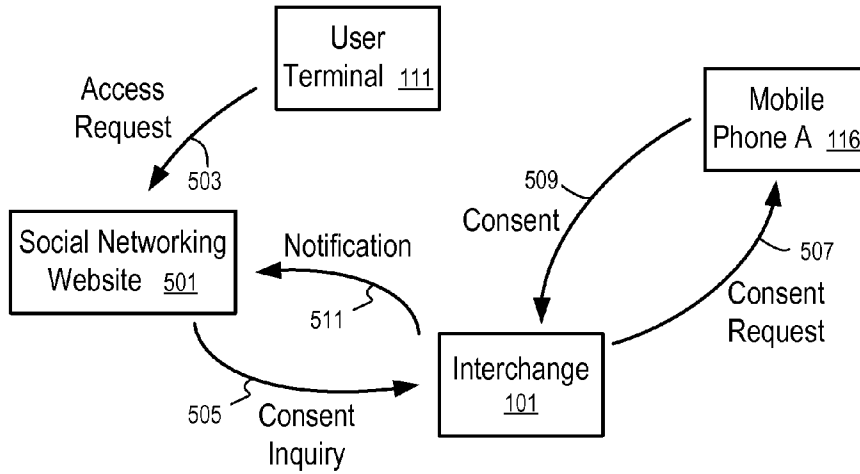 User
Terminal 111
Access
Request
503
Mobile
Phone A 116
509
Consent
507
Consent
Request
Social Networking
Website 501
Notification
511
Interchange
101
505
Consent
Inquiry